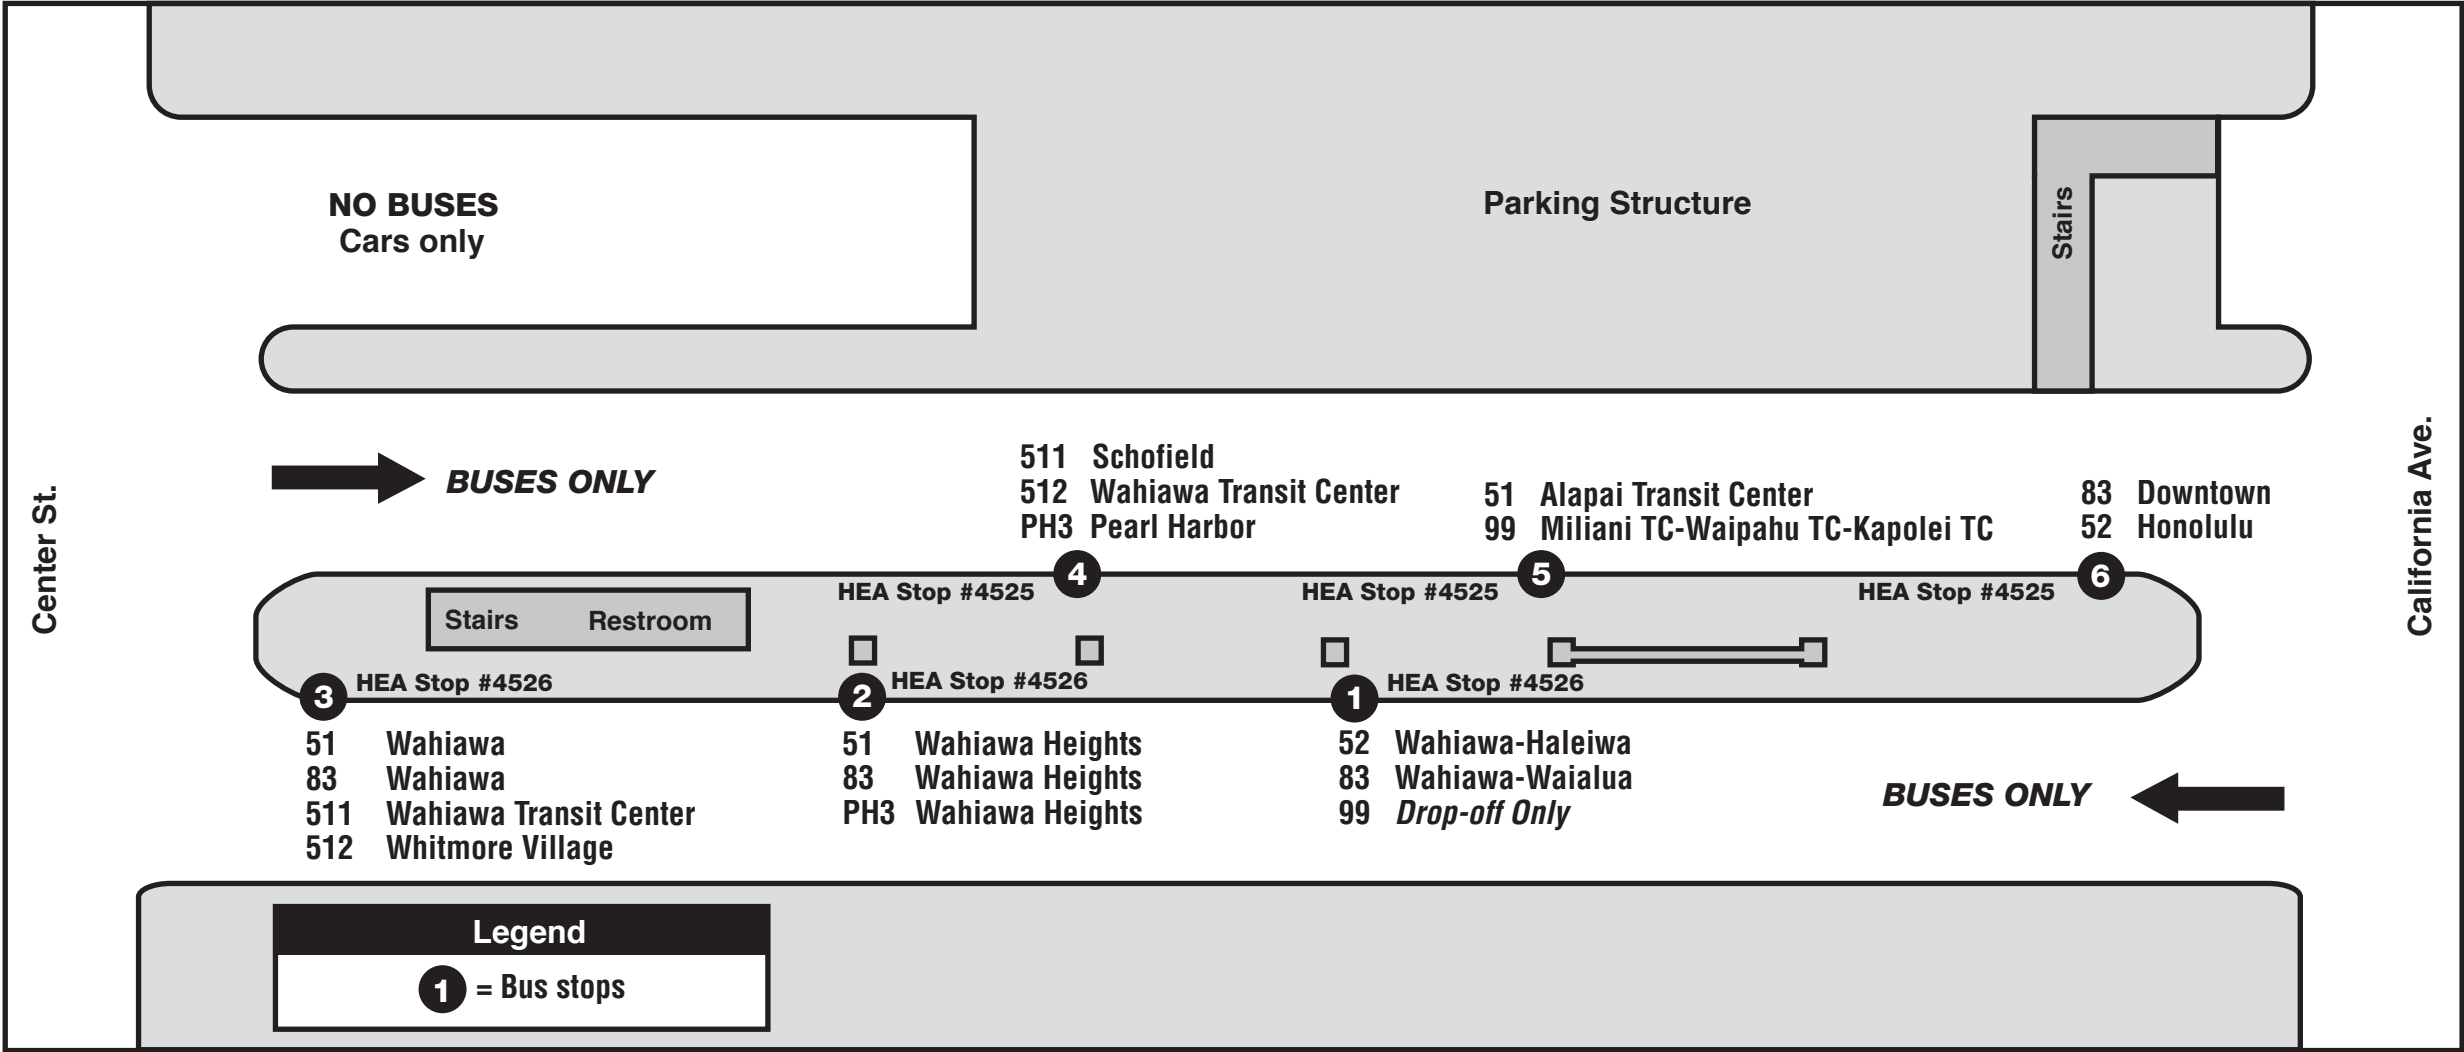 NO BUSES
Cars only
Parking Structure
Stairs
Center St.
California Ave.
BUSES ONLY
511 Schofield
512 Wahiawa Transit Center
PH3 Pearl Harbor
4
HEA Stop #4525
51 Alapai Transit Center
99 Miliani TC-Waipahu TC-Kapolei TC
5
HEA Stop #4525
83 Downtown
52 Honolulu
6
HEA Stop #4525
Stairs Restroom
3 HEA Stop #4526
51 Wahiawa
83 Wahiawa
511 Wahiawa Transit Center
512 Whitmore Village
2 HEA Stop #4526
51 Wahiawa Heights
83 Wahiawa Heights
PH3 Wahiawa Heights
1 HEA Stop #4526
52 Wahiawa-Haleiwa
83 Wahiawa-Waialua
99 Drop-off Only
BUSES ONLY
Legend
1 = Bus stops